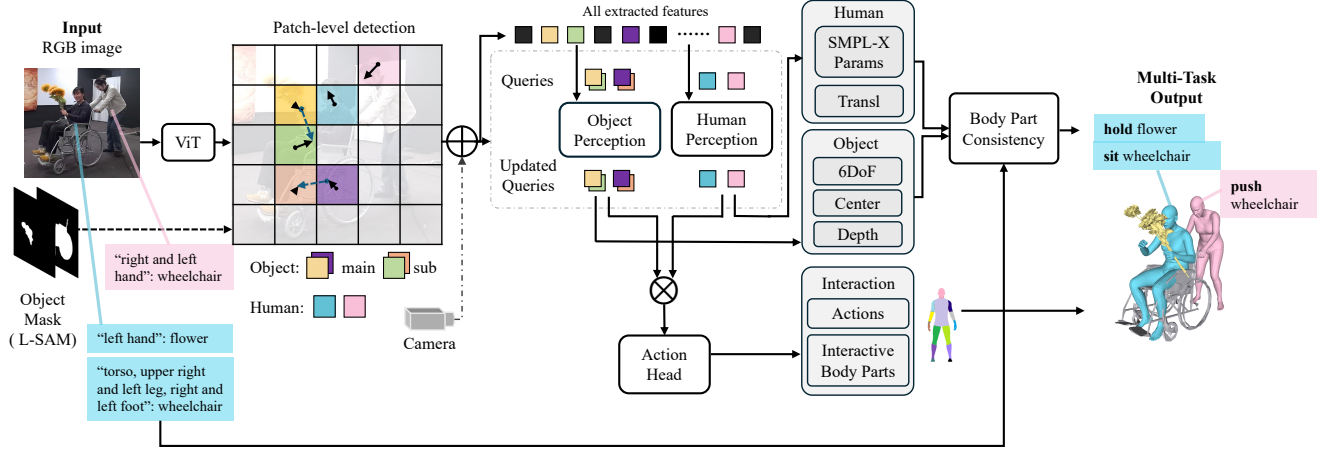 Input
RGB image
Object
Mask
( L-SAM)
ViT
Patch-level detection
“right and left
hand”: wheelchair
“left hand”: flower
“torso, upper right
and left leg, right and
left foot”: wheelchair
Object:
main
sub
Human:
Camera
All extracted features
Queries
Object
Perception
Human
Perception
Updated
Queries
Action
Head
Human
SMPL-X
Params
Transl
Object
6DoF
Center
Depth
Interaction
Actions
Interactive
Body Parts
Body Part
Consistency
Multi-Task
Output
hold flower
sit wheelchair
push
wheelchair